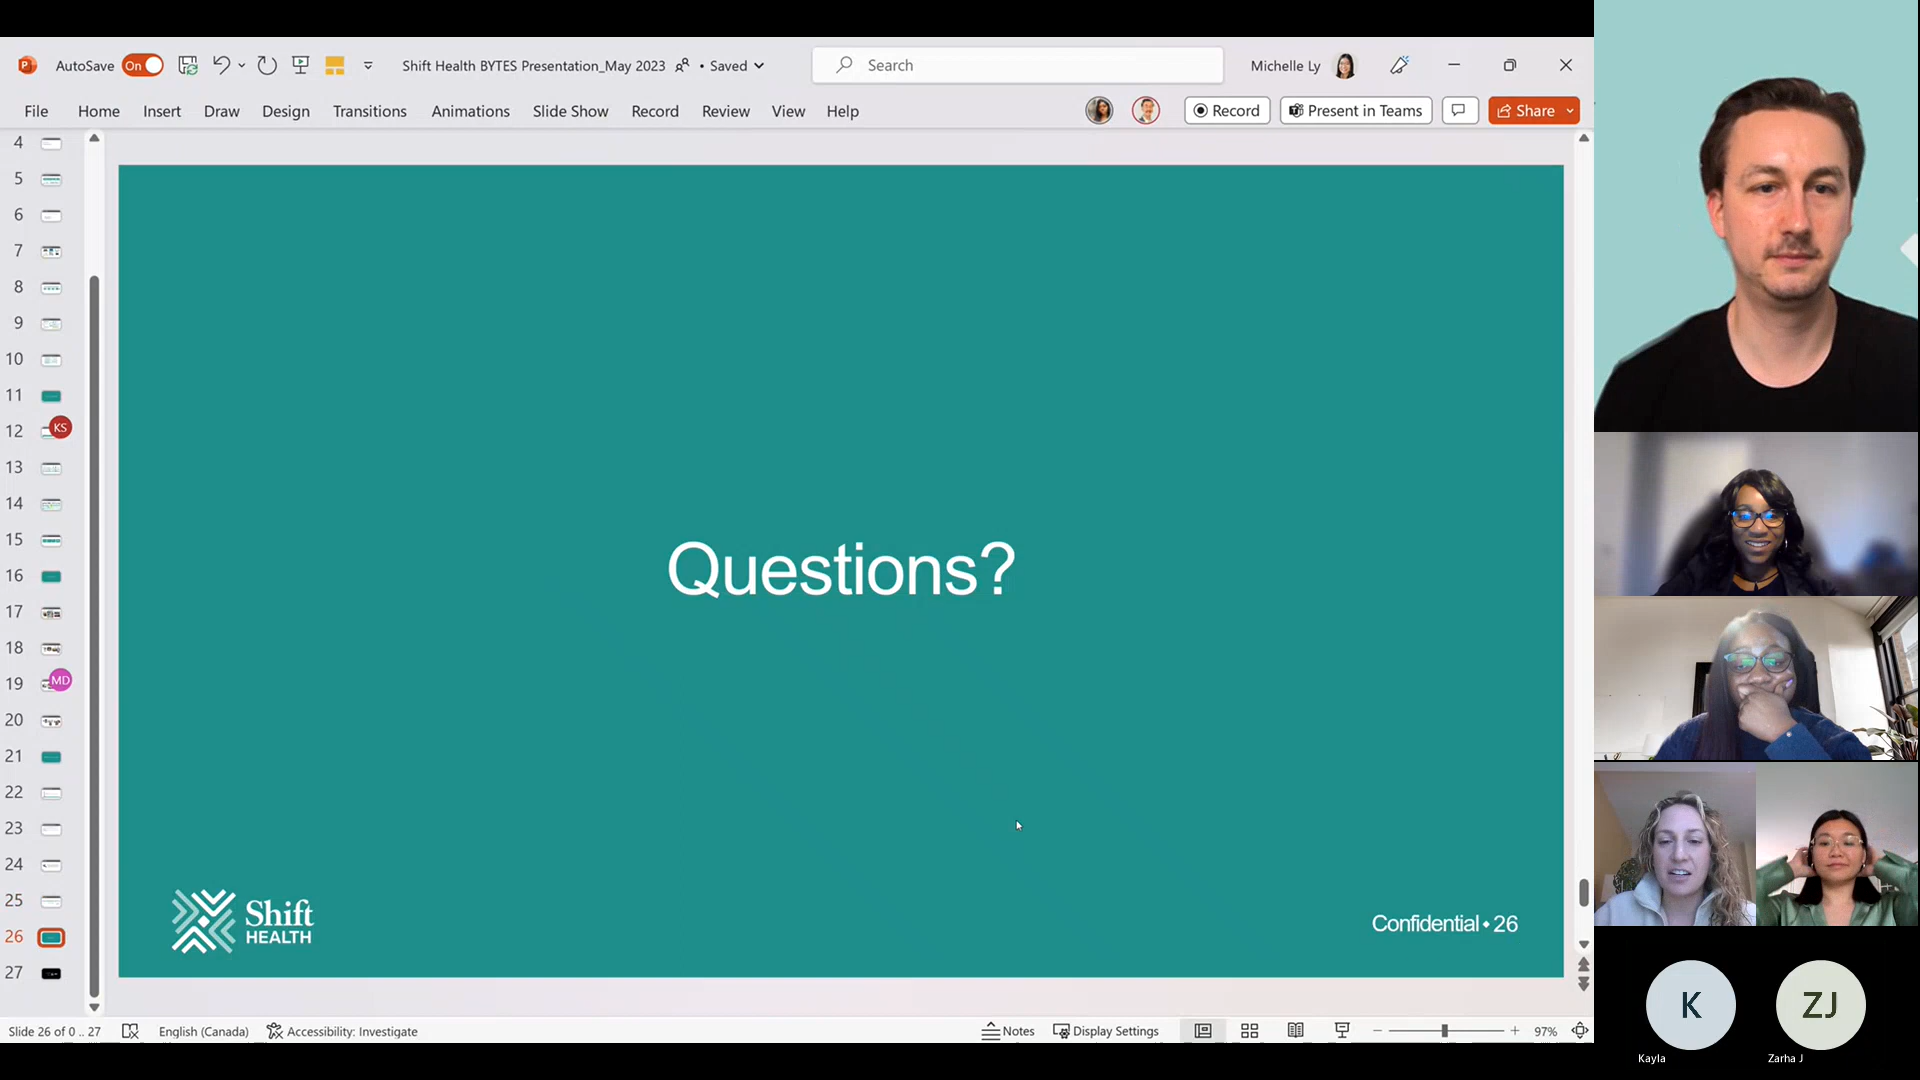 AutoSave On Shift Health BYTES Presentation_May 2023 • Saved Search Michelle Ly
File Home Insert Draw Design Transitions Animations Slide Show Record Review View Help Record Present in Teams Share
4
5
6
7
8
9
10
11
12 KS
13
14
15
16
17
18
19 MD
20
21
22
23
24
25
26
27
Questions?
Shift
HEALTH
Confidential • 26
Slide 26 of 0 .. 27 English (Canada) Accessibility: Investigate Notes Display Settings 97%
K ZJ
Kayla Zarha J